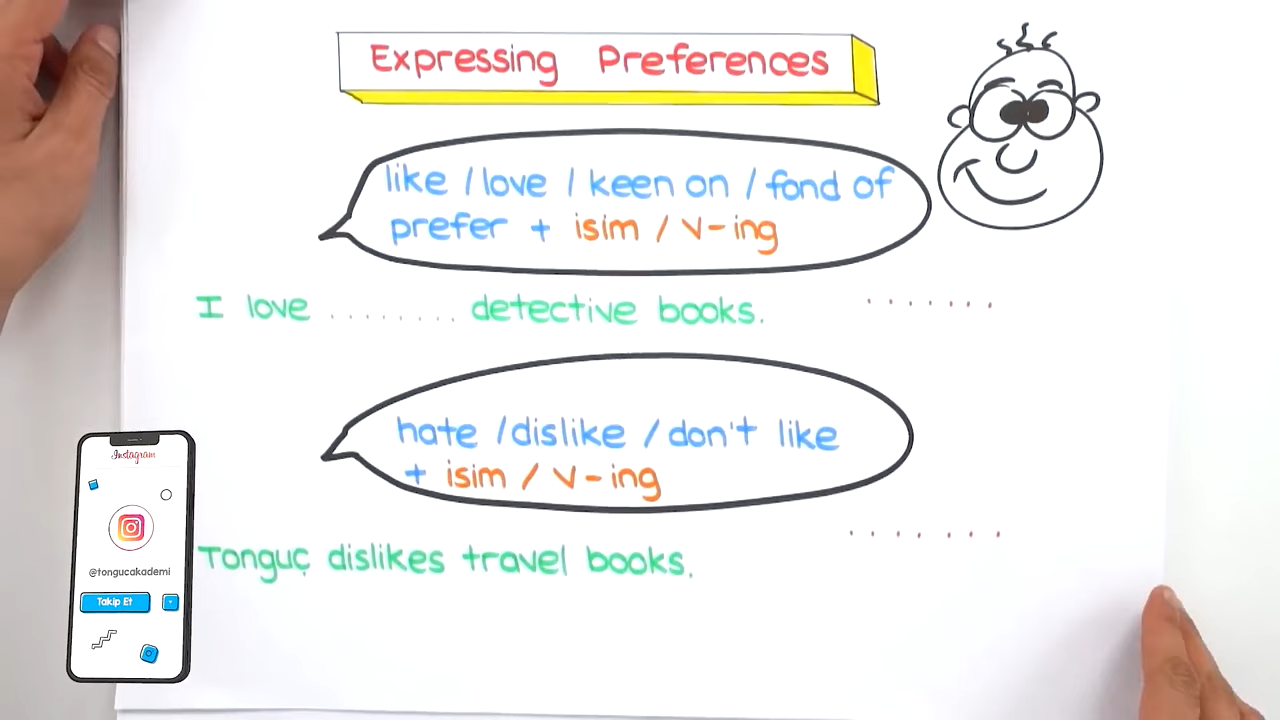 Expressing Preferences
like / love / keen on / fond of
prefer + isim / V-ing
I love ........ detective books. .......
hate / dislike / don't like
+ isim / V-ing
.......
Tonguç dislikes travel books.
Instagram
@tongucakademi
Takip Et